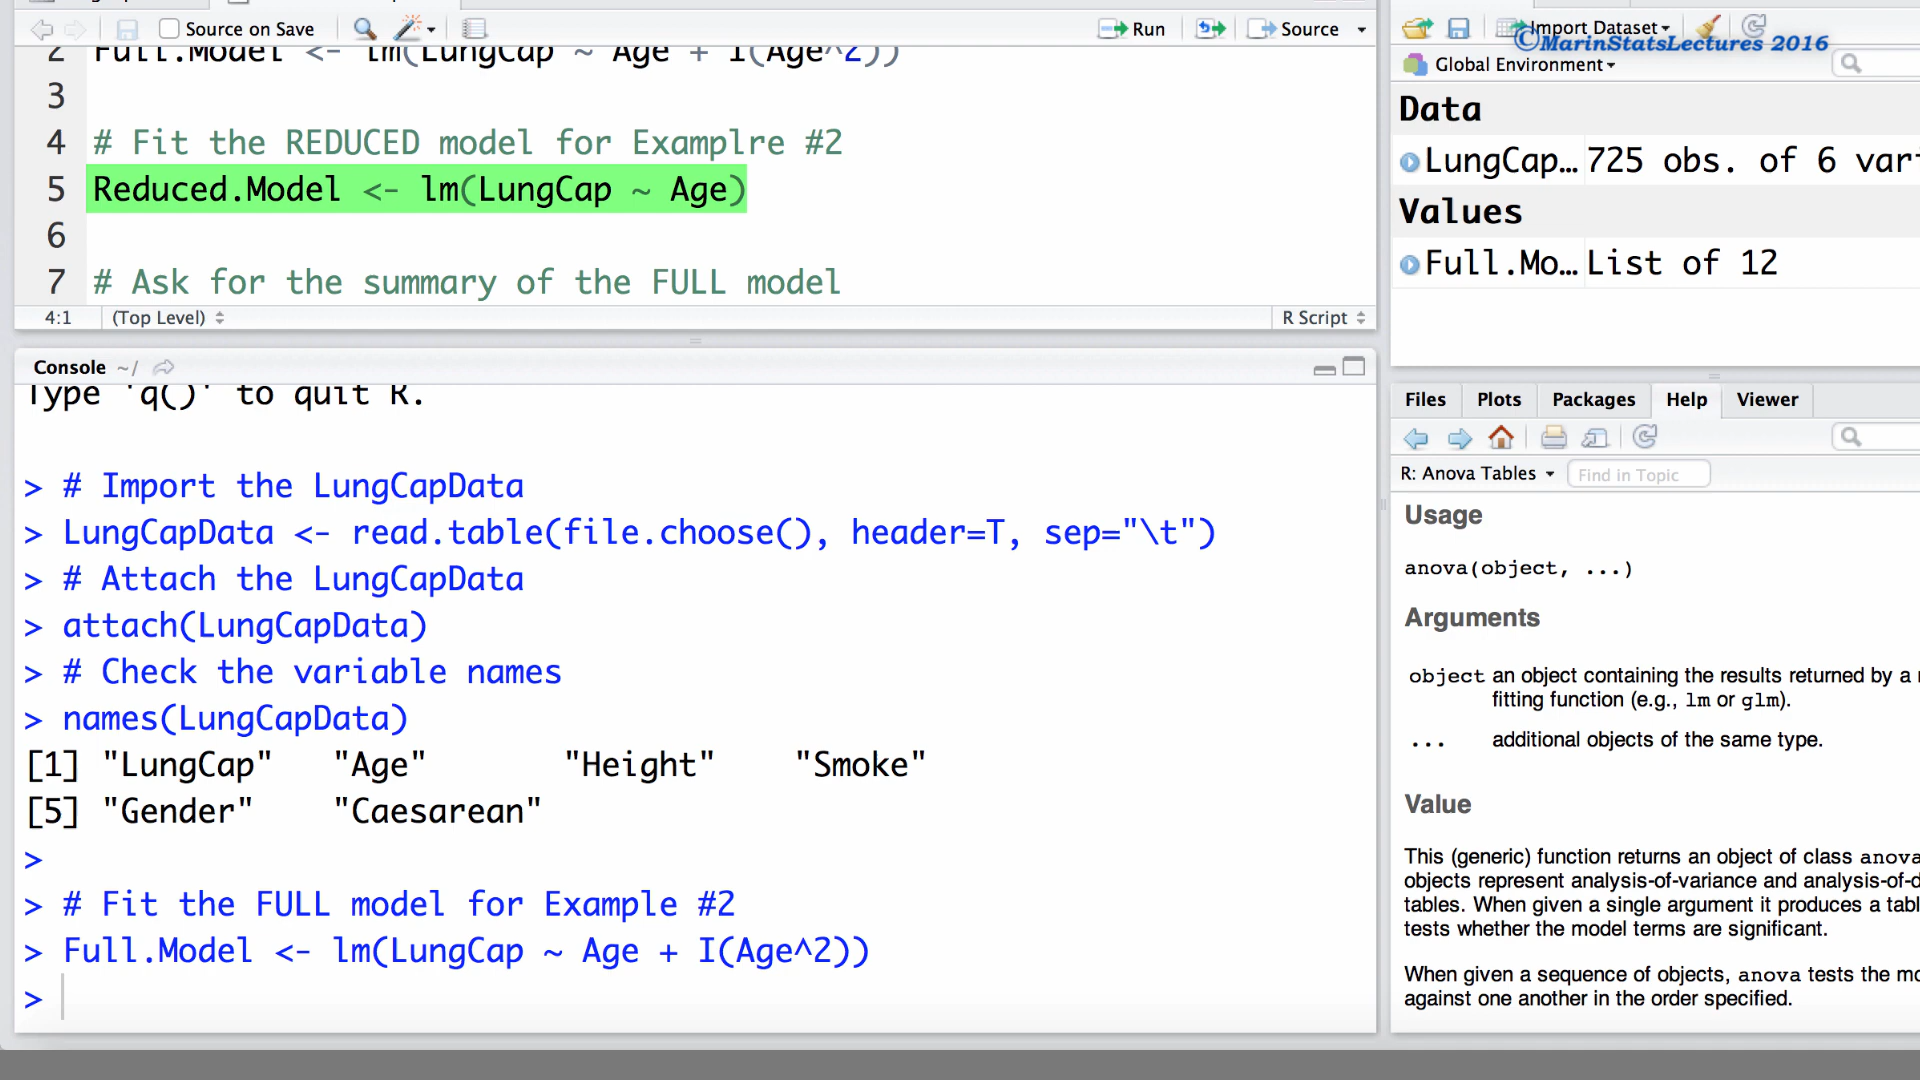 Source on Save
Run
Source
2 Full.Model <- lm(LungCap ~ Age + I(Age^2))
3
4 # Fit the REDUCED model for Examplre #2
5 Reduced.Model <- lm(LungCap ~ Age)
6
7 # Ask for the summary of the FULL model
4:1 (Top Level) R Script
Console ~/
Type 'q()' to quit R.
> # Import the LungCapData
> LungCapData <- read.table(file.choose(), header=T, sep="\t")
> # Attach the LungCapData
> attach(LungCapData)
> # Check the variable names
> names(LungCapData)
[1] "LungCap" "Age" "Height" "Smoke"
[5] "Gender" "Caesarean"
>
> # Fit the FULL model for Example #2
> Full.Model <- lm(LungCap ~ Age + I(Age^2))
>
Import Dataset
©MarinStatsLectures 2016
Global Environment
Data
LungCap… 725 obs. of 6 vari
Values
Full.Mo… List of 12
Files Plots Packages Help Viewer
R: Anova Tables Find in Topic
Usage
anova(object, ...)
Arguments
object an object containing the results returned by a
fitting function (e.g., lm or glm).
... additional objects of the same type.
Value
This (generic) function returns an object of class anova
objects represent analysis-of-variance and analysis-of-d
tables. When given a single argument it produces a tabl
tests whether the model terms are significant.
When given a sequence of objects, anova tests the mo
against one another in the order specified.